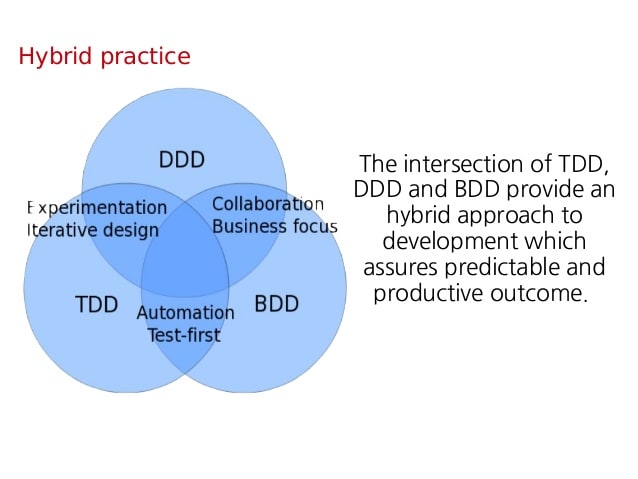 Hybrid practice
DDD
Experimentation
Iterative design
Collaboration
Business focus
TDD
Automation
Test-first
BDD
The intersection of TDD,
DDD and BDD provide an
hybrid approach to
development which
assures predictable and
productive outcome.